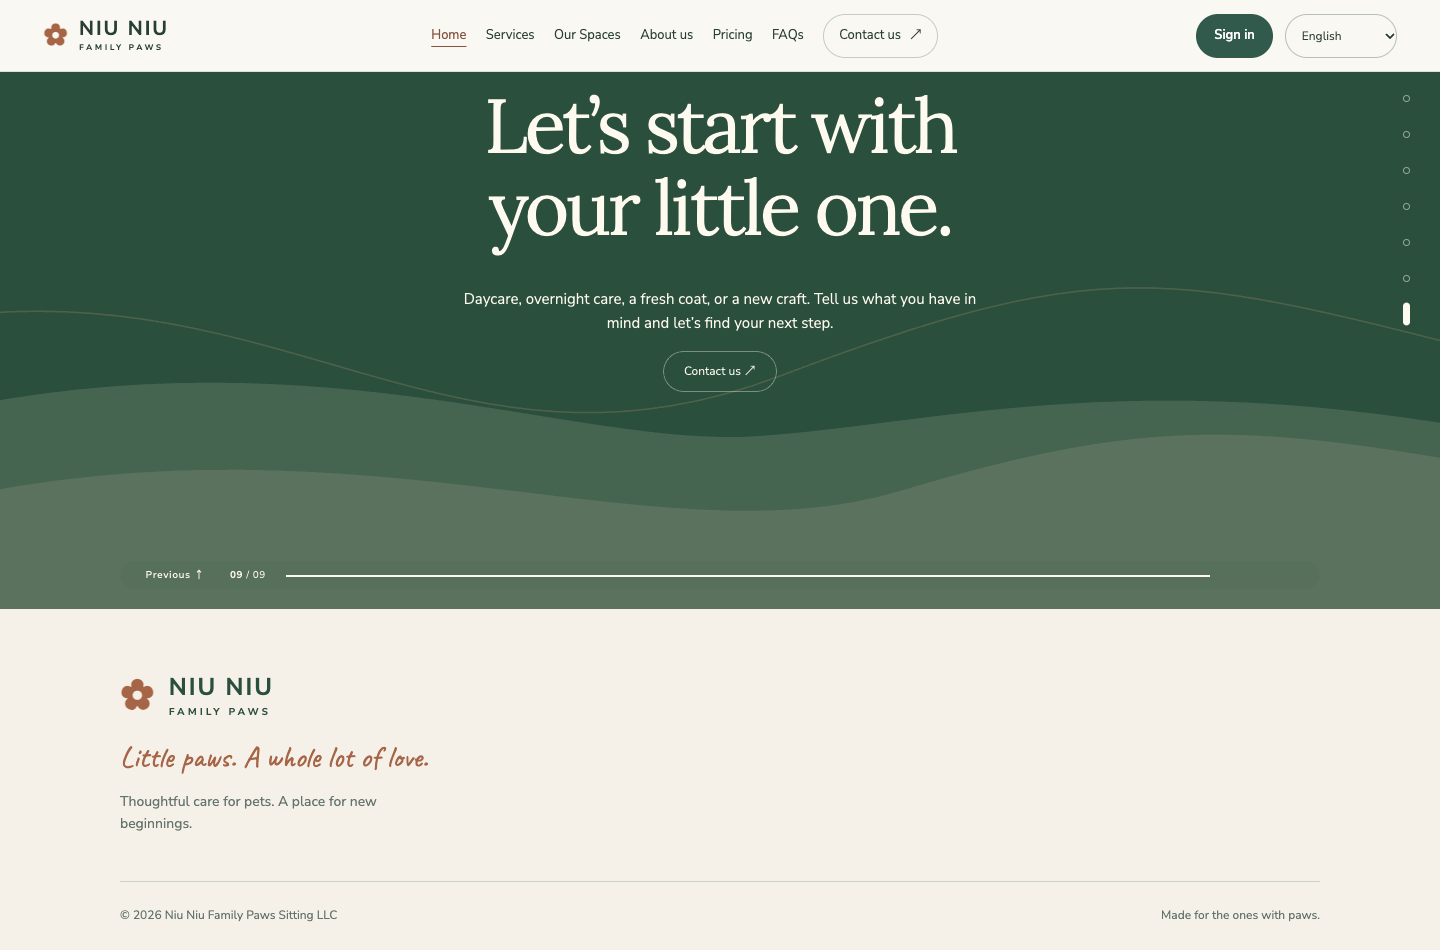 NIU NIU
FAMILY PAWS
Home
Services
Our Spaces
About us
Pricing
FAQs
Contact us ↗
Sign in
English
Let’s start with
your little one.
Daycare, overnight care, a fresh coat, or a new craft. Tell us what you have in
mind and let’s find your next step.
Contact us ↗
Previous ↑
09 / 09
NIU NIU
FAMILY PAWS
Little paws. A whole lot of love.
Thoughtful care for pets. A place for new
beginnings.
© 2026 Niu Niu Family Paws Sitting LLC
Made for the ones with paws.